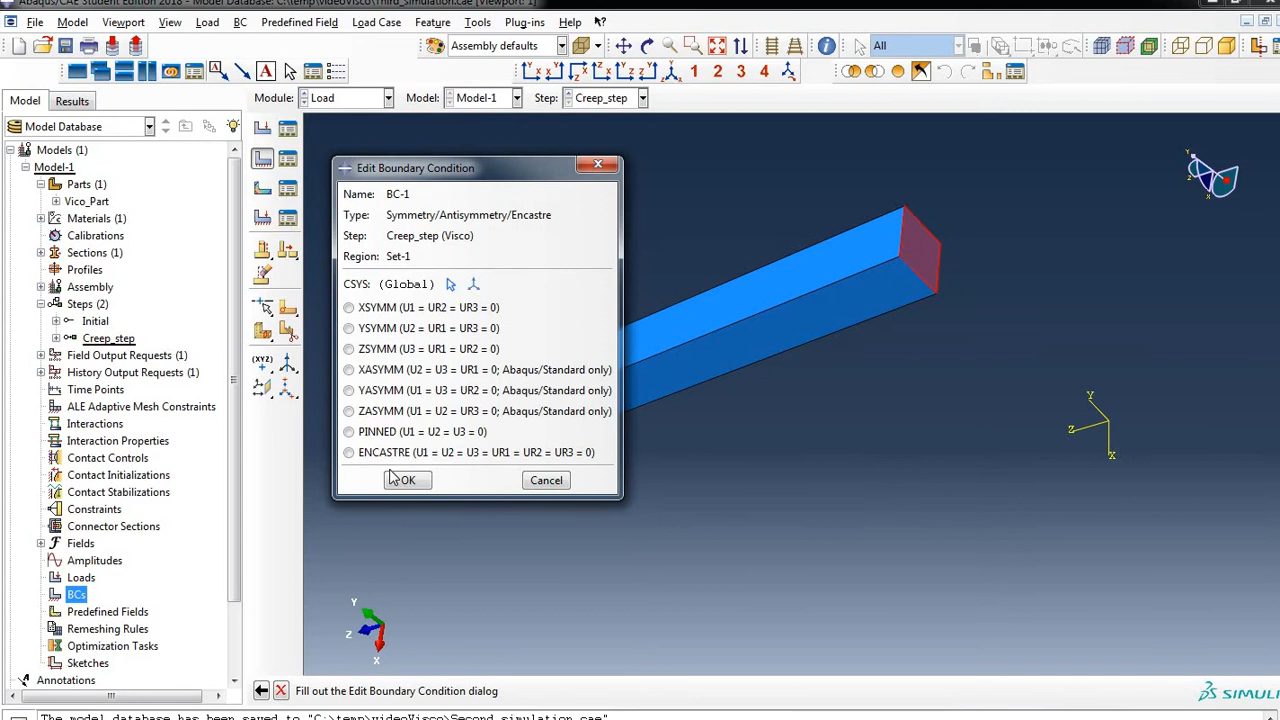 Abaqus/CAE Student Edition 2018 - Model Database: C:\temp\videoVisco\Third_simulation.cae [Viewport: 1]
File Model Viewport View Load BC Predefined Field Load Case Feature Tools Plug-ins Help
Assembly defaults All
1 2 3 4
Model Results Module: Load Model: Model-1 Step: Creep_step
Model Database
Models (1)
Model-1
Parts (1)
Vico_Part
Materials (1)
Calibrations
Sections (1)
Profiles
Assembly
Steps (2)
Initial
Creep_step
Field Output Requests (1)
History Output Requests (1)
Time Points
ALE Adaptive Mesh Constraints
Interactions
Interaction Properties
Contact Controls
Contact Initializations
Contact Stabilizations
Constraints
Connector Sections
Fields
Amplitudes
Loads
BCs
Predefined Fields
Remeshing Rules
Optimization Tasks
Sketches
Annotations
Edit Boundary Condition
Name: BC-1
Type: Symmetry/Antisymmetry/Encastre
Step: Creep_step (Visco)
Region: Set-1
CSYS: (Global)
XSYMM (U1 = UR2 = UR3 = 0)
YSYMM (U2 = UR1 = UR3 = 0)
ZSYMM (U3 = UR1 = UR2 = 0)
XASYMM (U2 = U3 = UR1 = 0; Abaqus/Standard only)
YASYMM (U1 = U3 = UR2 = 0; Abaqus/Standard only)
ZASYMM (U1 = U2 = UR3 = 0; Abaqus/Standard only)
PINNED (U1 = U2 = U3 = 0)
ENCASTRE (U1 = U2 = U3 = UR1 = UR2 = UR3 = 0)
OK Cancel
Y
Z
X
Y
Z
X
Y
Z
X
Fill out the Edit Boundary Condition dialog
SIMULI
The model database has been saved to "C:\temp\videoVisco\Second_simulation.cae"